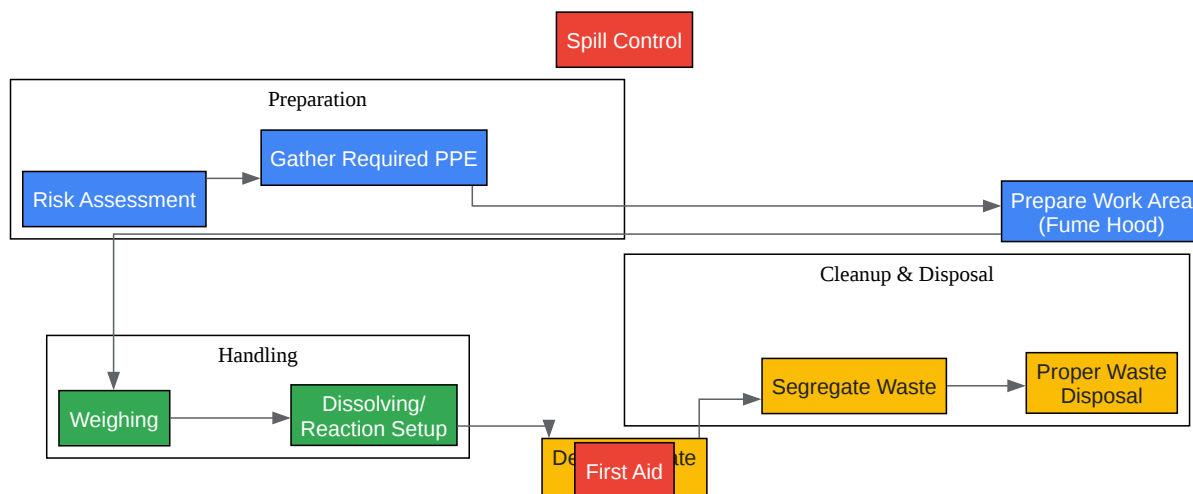 Spill Control
Preparation
Gather Required PPE
Risk Assessment
Prepare Work Area
(Fume Hood)
Cleanup & Disposal
Handling
Segregate Waste
Proper Waste
Disposal
Weighing
Dissolving/
Reaction Setup
First Aid